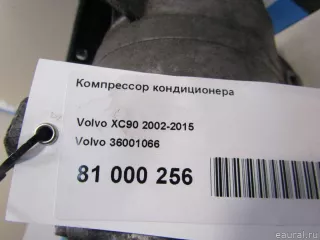 Компрессор кондиционера
Volvo XC90 2002-2015
Volvo 36001066
81 000 256
eaural.ru